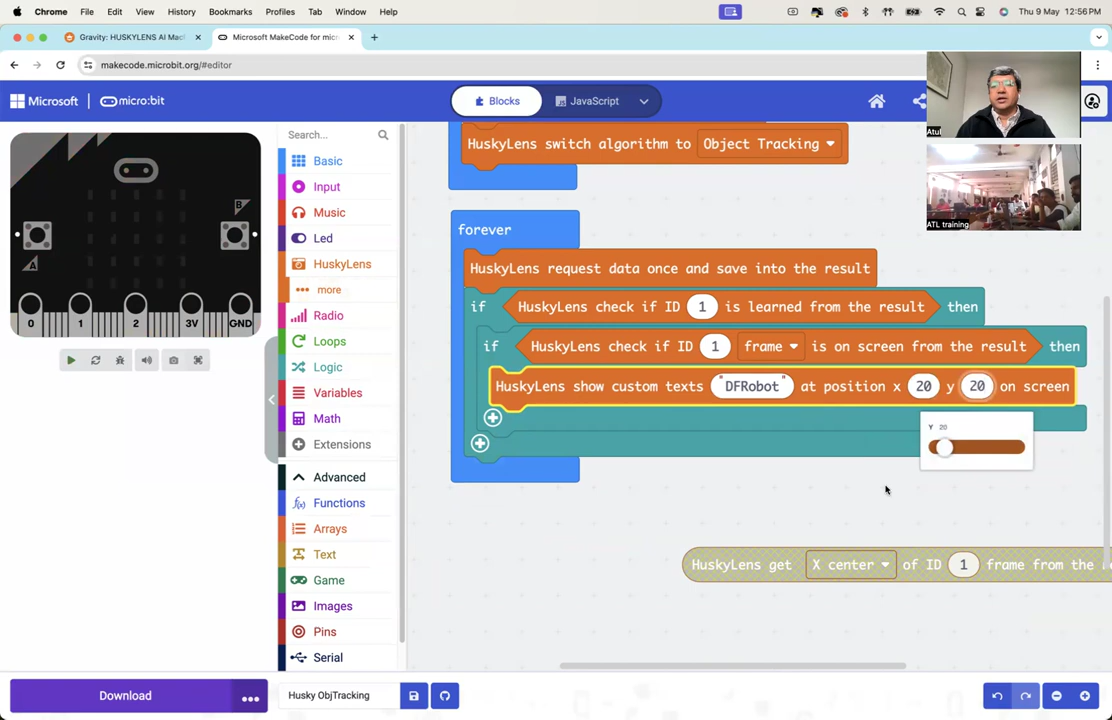 Chrome File Edit View History Bookmarks Profiles Tab Window Help Thu 9 May 12:56 PM
Gravity: HUSKYLENS AI Mac Microsoft MakeCode for micro:
makecode.microbit.org/#editor
Microsoft micro:bit Blocks JavaScript
Atul
ATL training
Search...
Basic
Input
Music
Led
HuskyLens
more
Radio
Loops
Logic
Variables
Math
Extensions
Advanced
Functions
Arrays
Text
Game
Images
Pins
Serial
B
A
0 1 2 3V GND
HuskyLens switch algorithm to Object Tracking
forever
HuskyLens request data once and save into the result
if HuskyLens check if ID 1 is learned from the result then
if HuskyLens check if ID 1 frame is on screen from the result then
HuskyLens show custom texts "DFRobot" at position x 20 y 20 on screen
Y 20
HuskyLens get X center of ID 1 frame from the
Download ••• Husky ObjTracking